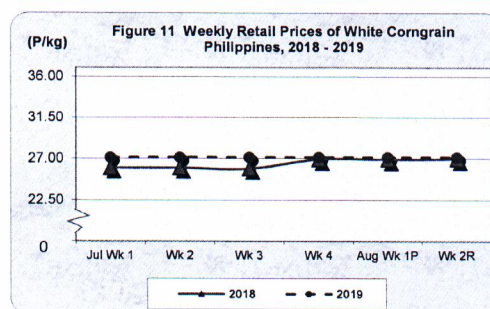 Figure 11 Weekly Retail Prices of White Corngrain
Philippines, 2018 - 2019
(P/kg)
36.00
31.50
27.00
22.50
0
Jul Wk 1 Wk 2 Wk 3 Wk 4 Aug Wk 1P Wk 2R
2018 2019